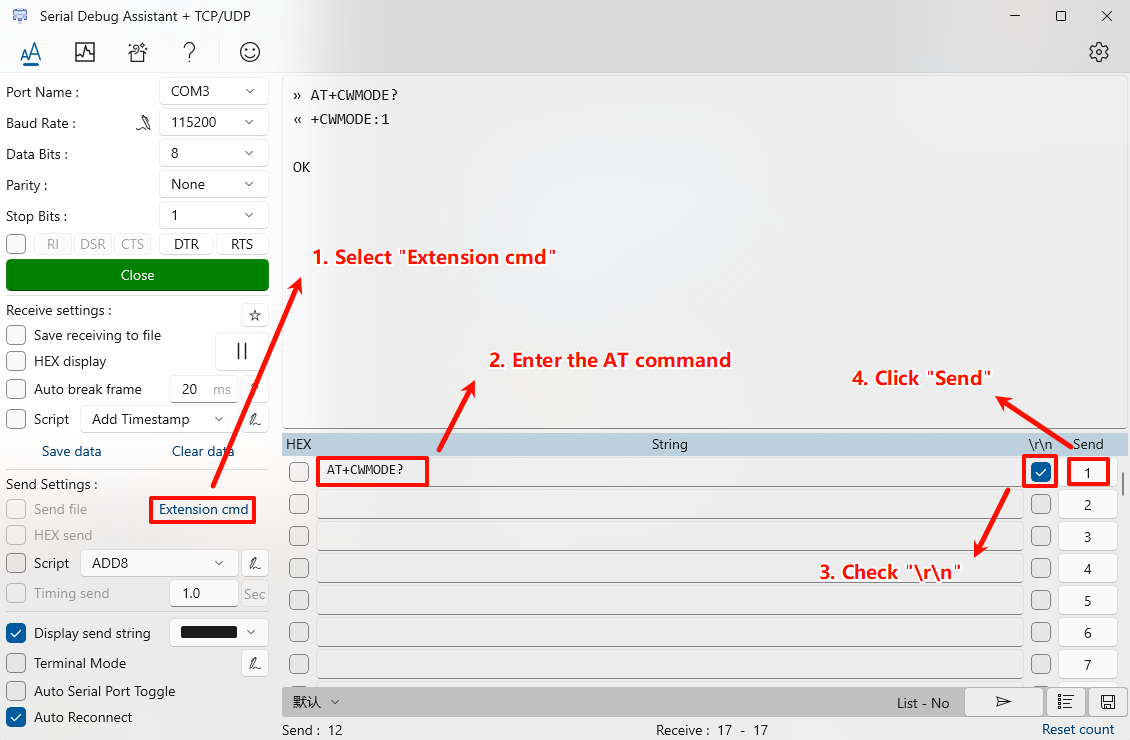 Serial Debug Assistant + TCP/UDP
Port Name : COM3
Baud Rate : 115200
Data Bits : 8
Parity : None
Stop Bits : 1
RI DSR CTS DTR RTS
Close
Receive settings :
Save receiving to file
HEX display
Auto break frame 20 ms
Script Add Timestamp
Save data Clear data
Send Settings :
Send file Extension cmd
HEX send
Script ADD8
Timing send 1.0 Sec
Display send string
Terminal Mode
Auto Serial Port Toggle
Auto Reconnect
» AT+CWMODE?
« +CWMODE:1
OK
1. Select "Extension cmd"
2. Enter the AT command
4. Click "Send"
HEX String \r\n Send
AT+CWMODE? 1
2
3
3. Check "\r\n"
4
5
6
7
默认 List - No
Send : 12 Receive : 17 - 17 Reset count